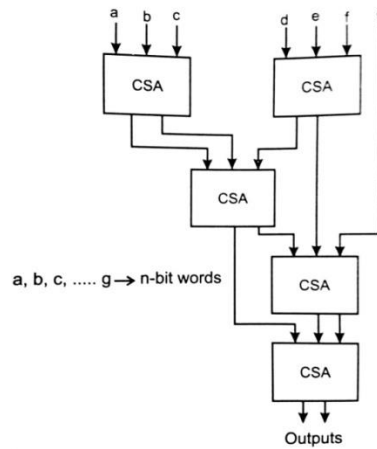 a b c d e f
CSA CSA
CSA
a, b, c, ..... g → n-bit words
CSA
CSA
Outputs